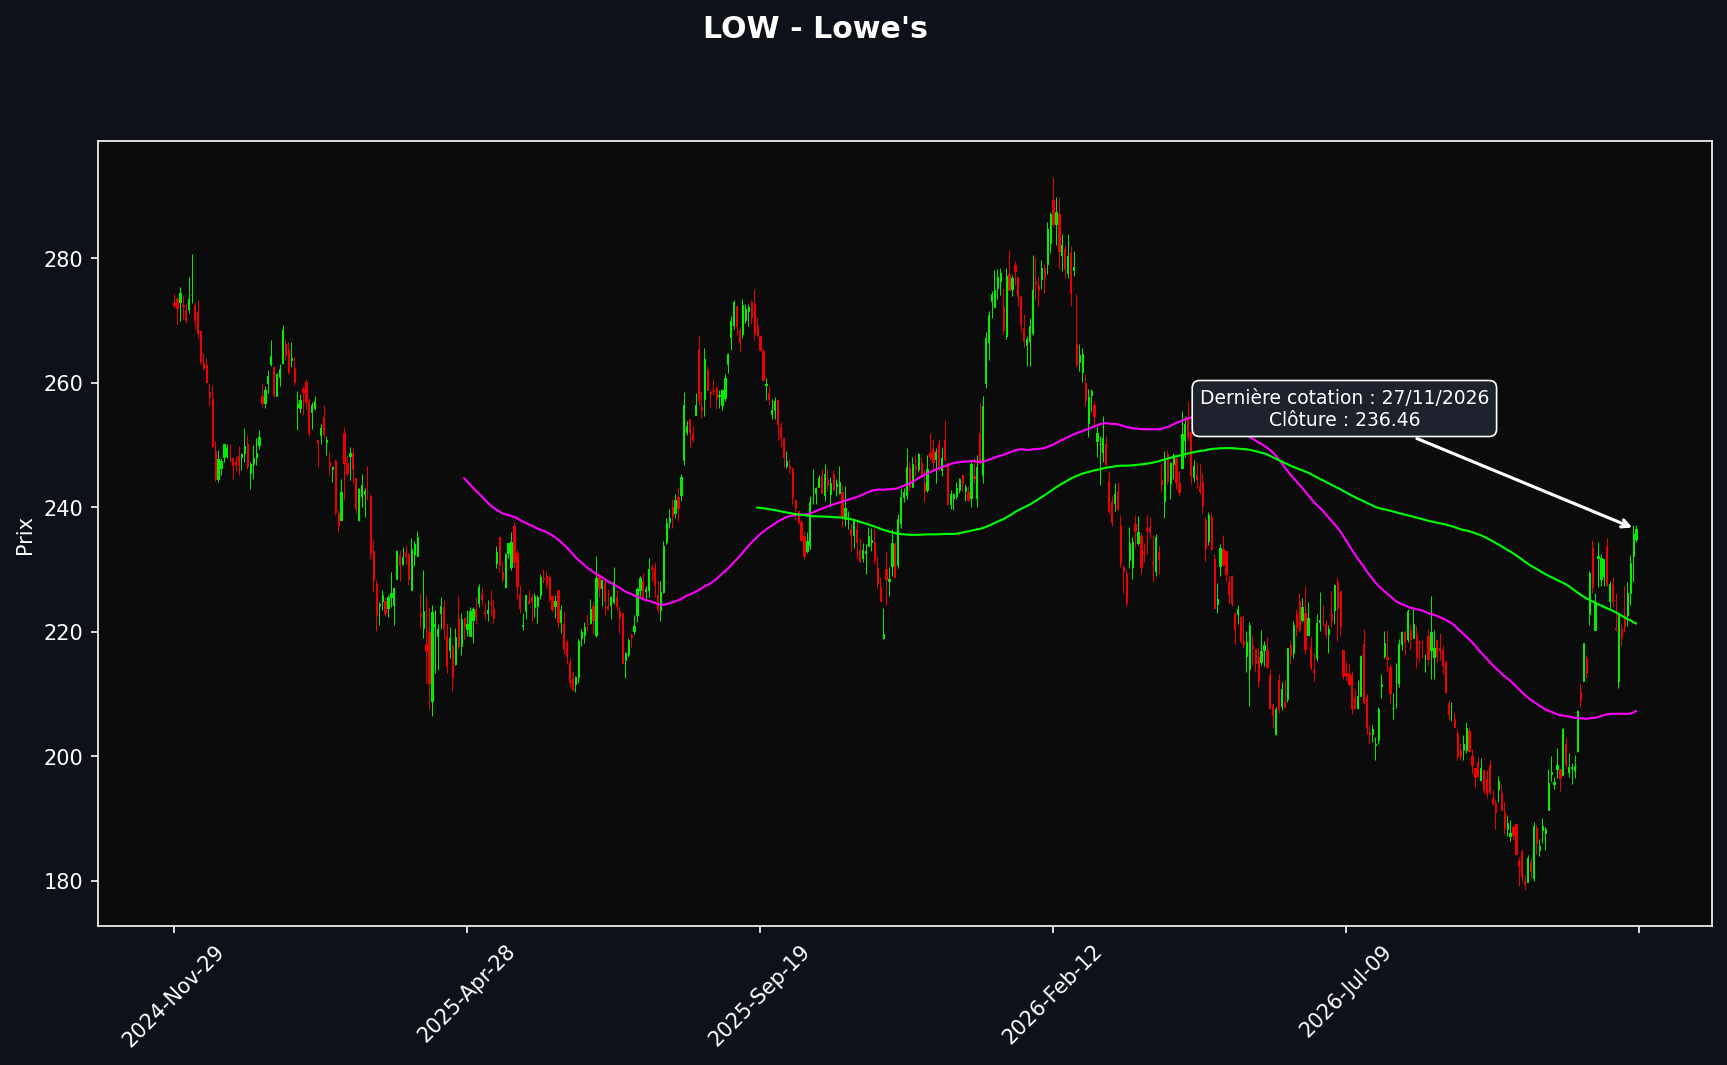 LOW - Lowe's
Prix
280
260
240
220
200
180
Dernière cotation : 27/11/2026
Clôture : 236.46
2024-Nov-29
2025-Apr-28
2025-Sep-19
2026-Feb-12
2026-Jul-09